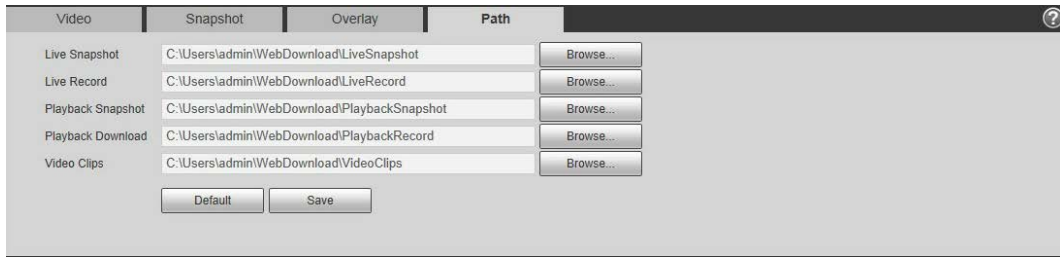 Video Snapshot Overlay Path ?
Live Snapshot C:\Users\admin\WebDownload\LiveSnapshot Browse...
Live Record C:\Users\admin\WebDownload\LiveRecord Browse...
Playback Snapshot C:\Users\admin\WebDownload\PlaybackSnapshot Browse...
Playback Download C:\Users\admin\WebDownload\PlaybackRecord Browse...
Video Clips C:\Users\admin\WebDownload\VideoClips Browse...
Default Save